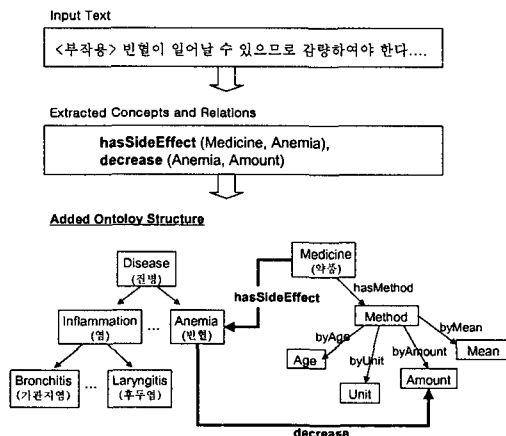 Input Text
<부작용> 빈혈이 일어날 수 있으므로 감량하여야 한다....
Extracted Concepts and Relations
hasSideEffect (Medicine, Anemia),
decrease (Anemia, Amount)
Added Ontoloy Structure
Medicine
(약품)
Disease
(질병)
hasSideEffect
hasMethod
Inflammation
(염)
...
Anemia
(빈혈)
Method
byAge
byUnit
byAmount
byMean
Age
Mean
Bronchitis
(기관지염)
...
Laryngitis
(후두염)
Unit
Amount
decrease